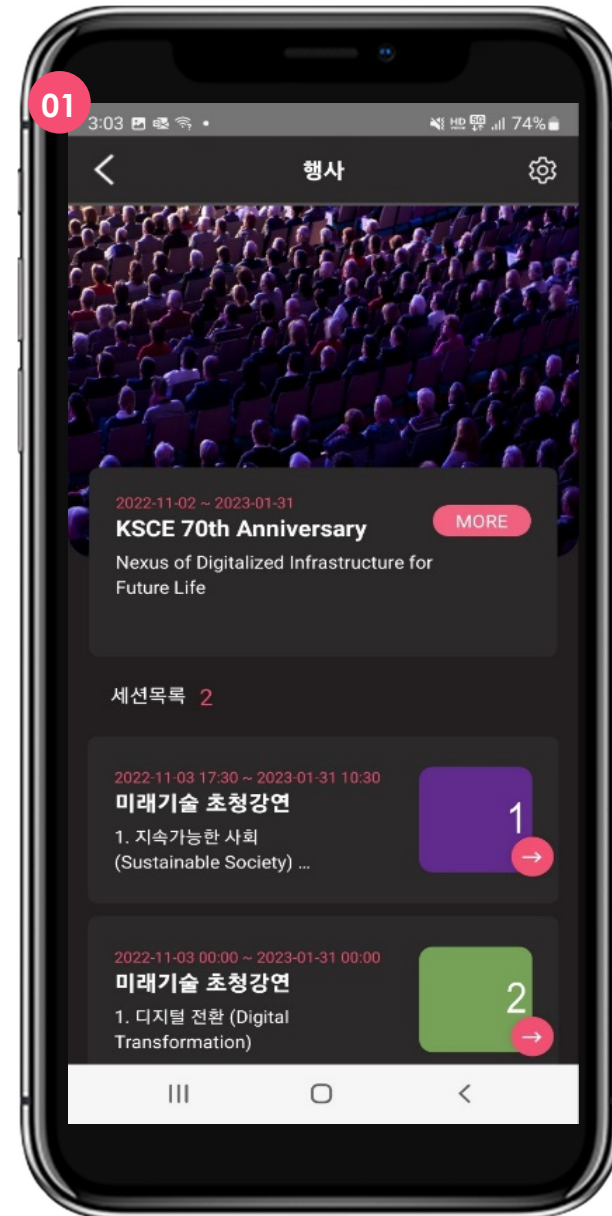 01
3:03 HD 5G 74%
행사
2022-11-02 ~ 2023-01-31
KSCE 70th Anniversary
MORE
Nexus of Digitalized Infrastructure for
Future Life
세션목록 2
2022-11-03 17:30 ~ 2023-01-31 10:30
미래기술 초청강연
1. 지속가능한 사회
(Sustainable Society) ...
1
2022-11-03 00:00 ~ 2023-01-31 00:00
미래기술 초청강연
1. 디지털 전환 (Digital
Transformation)
2